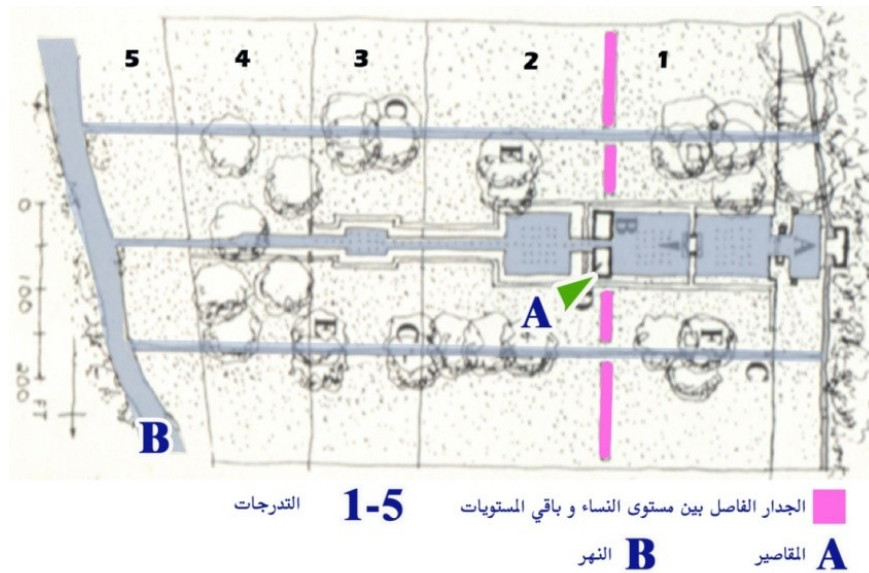 5 4 3 2 1
C
E
B
A
0
100
200
FT
A
D
E
C
F
C
B
الجدار الفاصل بين مستوى النساء و باقي المستويات
1-5 التدرجات
A المقاصير
B النهر